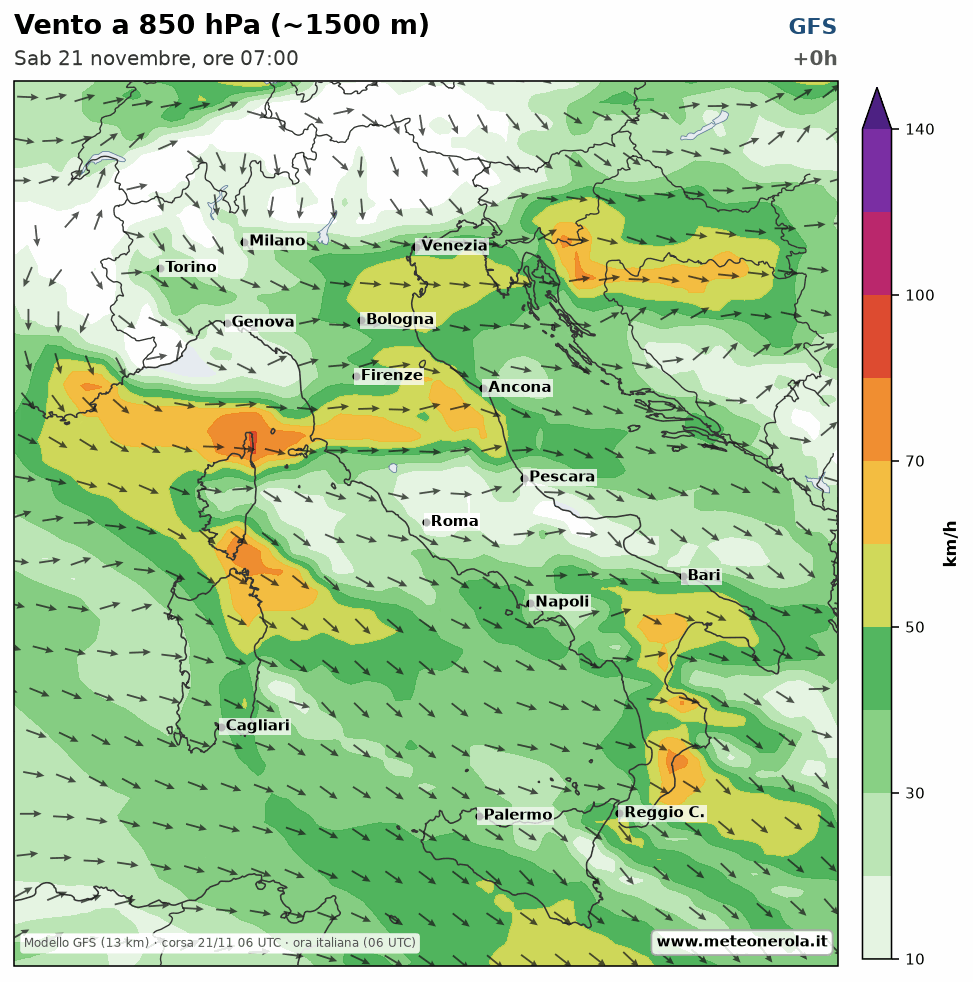 Vento a 850 hPa (~1500 m)
GFS
Sab 21 novembre, ore 07:00
+0h
140
Milano
Venezia
Torino
100
Genova
Bologna
Firenze
Ancona
70
Pescara
Roma
km/h
Bari
Napoli
50
Cagliari
30
Palermo
Reggio C.
Modello GFS (13 km) · corsa 21/11 06 UTC · ora italiana (06 UTC)
www.meteonerola.it
10